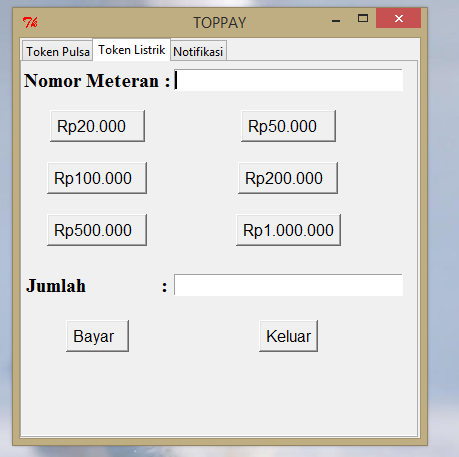 TOPPAY
Token Pulsa Token Listrik Notifikasi
Nomor Meteran :
Rp20.000 Rp50.000
Rp100.000 Rp200.000
Rp500.000 Rp1.000.000
Jumlah :
Bayar Keluar